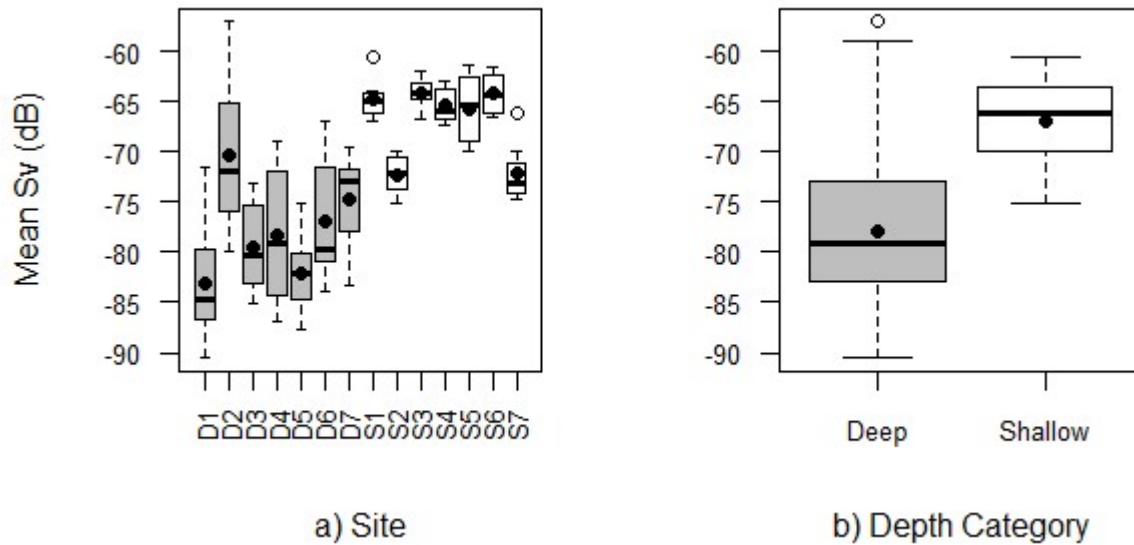 Mean Sv (dB)
-60
-65
-70
-75
-80
-85
-90
D1
D2
D3
D4
D5
D6
D7
S1
S2
S3
S4
S5
S6
S7
a) Site
-60
-65
-70
-75
-80
-85
-90
Deep
Shallow
b) Depth Category